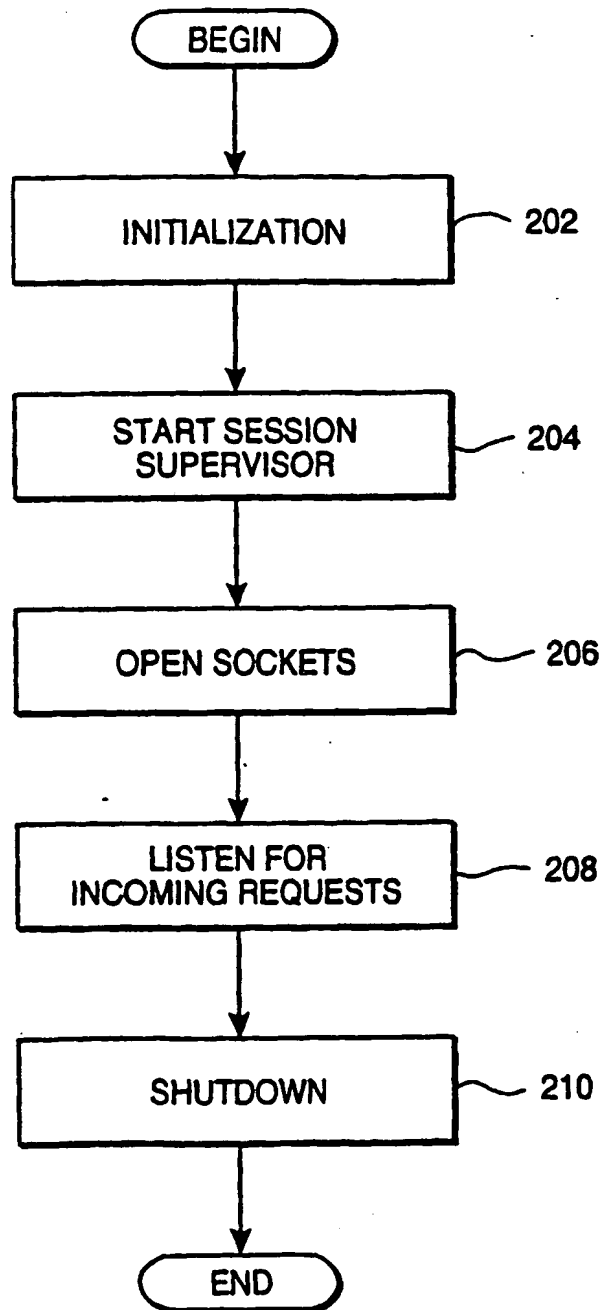 BEGIN
INITIALIZATION
202
START SESSION
SUPERVISOR
204
OPEN SOCKETS
206
LISTEN FOR
INCOMING REQUESTS
208
SHUTDOWN
210
END